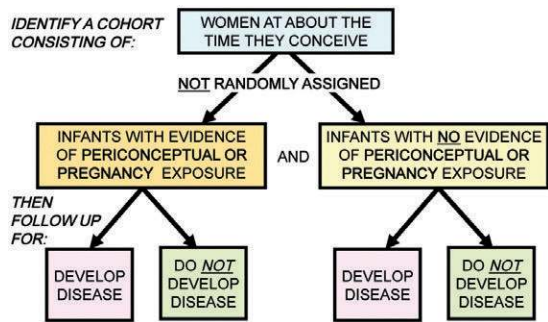 IDENTIFY A COHORT
CONSISTING OF:
WOMEN AT ABOUT THE
TIME THEY CONCEIVE
NOT RANDOMLY ASSIGNED
INFANTS WITH EVIDENCE
OF PERICONCEPTUAL OR
PREGNANCY EXPOSURE
AND
INFANTS WITH NO EVIDENCE
OF PERICONCEPTUAL OR
PREGNANCY EXPOSURE
THEN
FOLLOW UP
FOR:
DEVELOP
DISEASE
DO NOT
DEVELOP
DISEASE
DEVELOP
DISEASE
DO NOT
DEVELOP
DISEASE